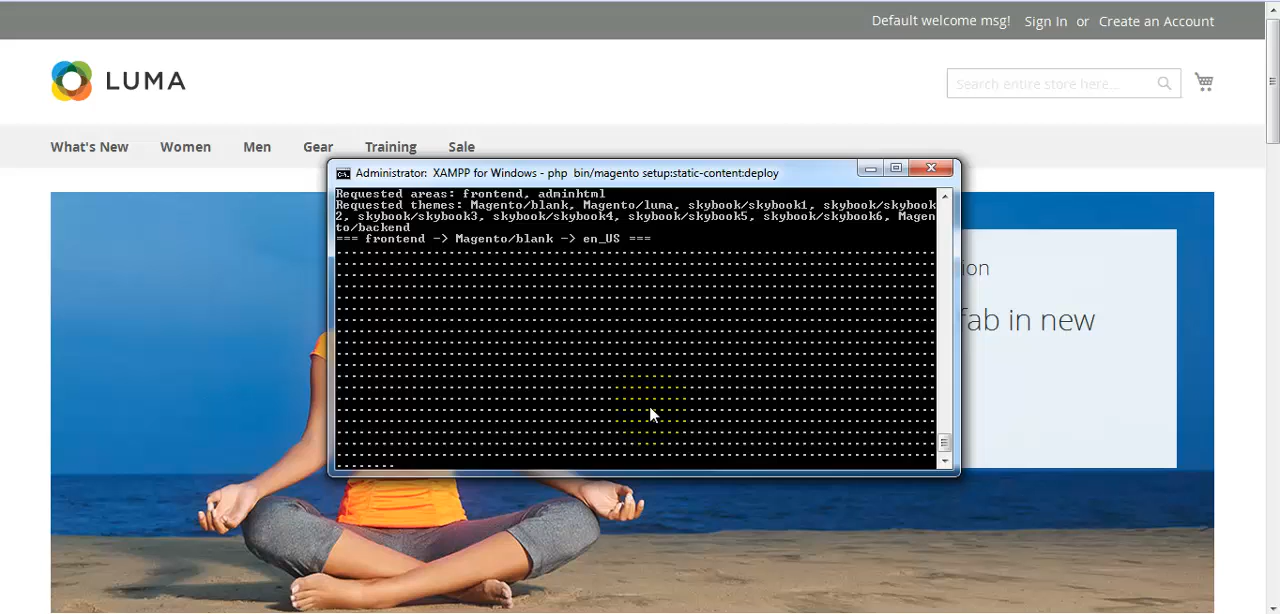 Default welcome msg! Sign In or Create an Account
LUMA
Search entire store here...
What's New Women Men Gear Training Sale
Administrator: XAMPP for Windows - php bin/magento setup:static-content:deploy
Requested areas: frontend, adminhtml
Requested themes: Magento/blank, Magento/luma, skybook/skybook1, skybook/skybook
2, skybook/skybook3, skybook/skybook4, skybook/skybook5, skybook/skybook6, Magen
to/backend
=== frontend -> Magento/blank -> en_US ===
ion
fab in new